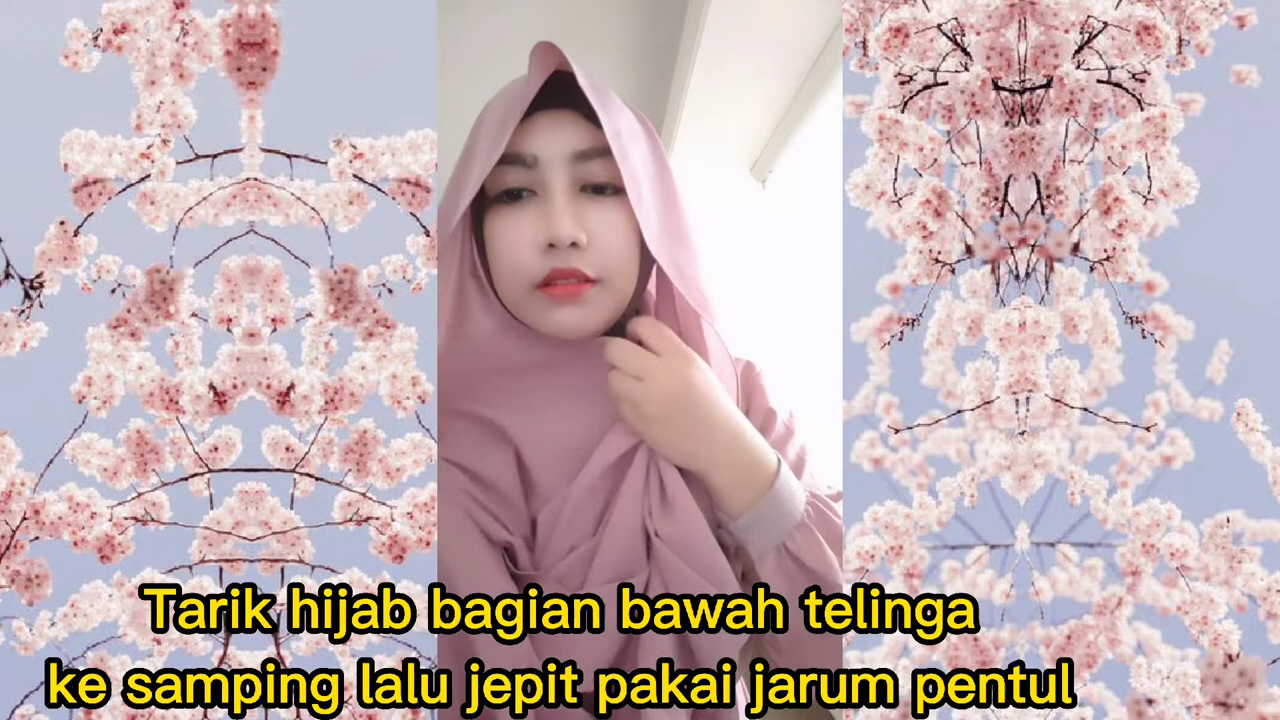 Tarik hijab bagian bawah telinga
ke samping lalu jepit pakai jarum pentul